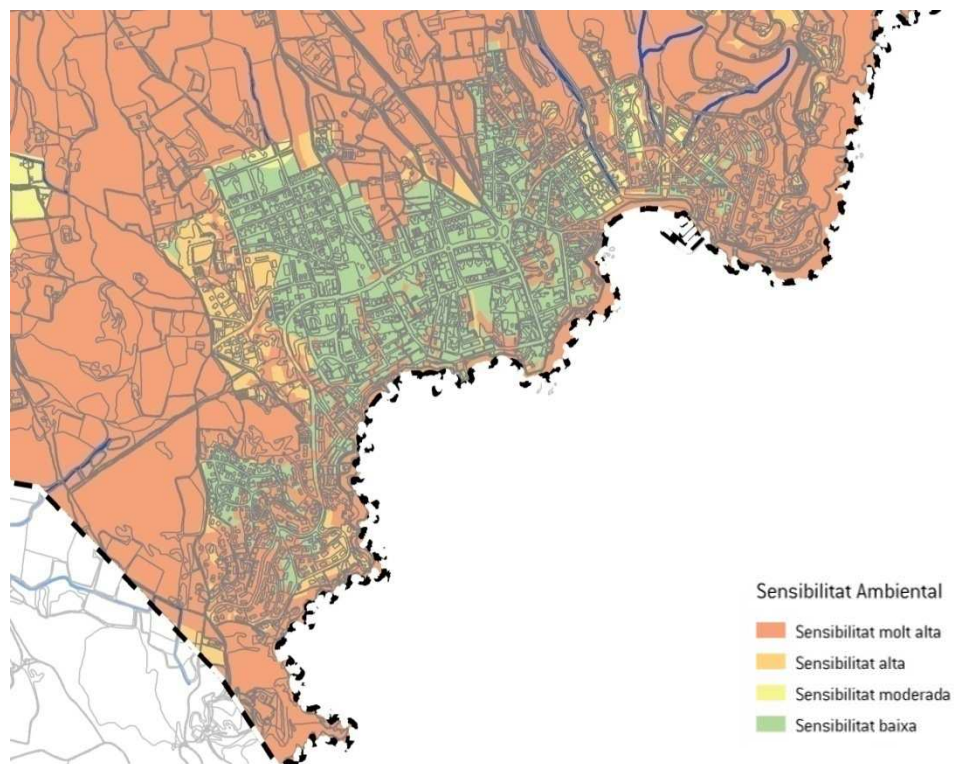 Sensibilitat Ambiental
Sensibilitat molt alta
Sensibilitat alta
Sensibilitat moderada
Sensibilitat baixa